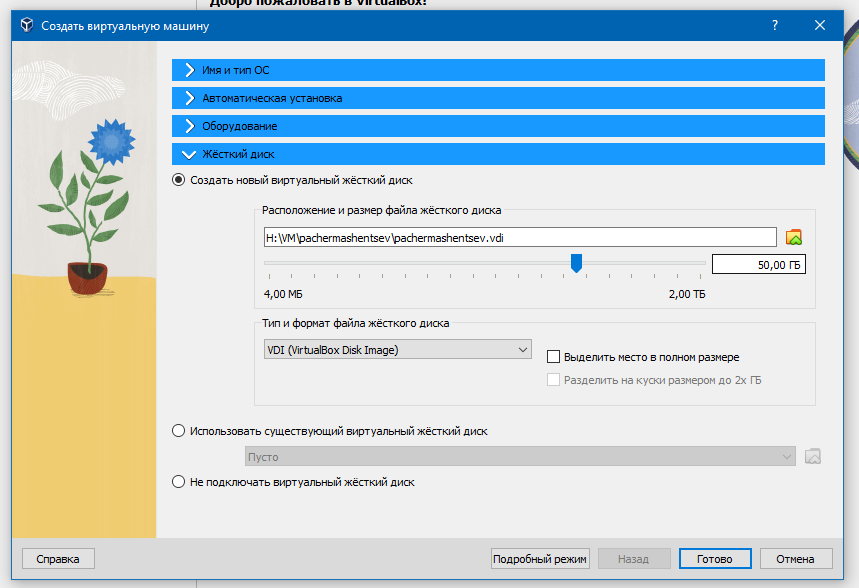 Добро пожаловать в VirtualBox!
Создать виртуальную машину
Имя и тип ОС
Автоматическая установка
Оборудование
Жёсткий диск
Создать новый виртуальный жёсткий диск
Расположение и размер файла жёсткого диска
H:\VM\pachermashentsev\pachermashentsev.vdi
50,00 ГБ
4,00 МБ 2,00 ТБ
Тип и формат файла жёсткого диска
VDI (VirtualBox Disk Image)
Выделить место в полном размере
Разделить на куски размером до 2х ГБ
Использовать существующий виртуальный жёсткий диск
Пусто
Не подключать виртуальный жёсткий диск
Справка Подробный режим Назад Готово Отмена